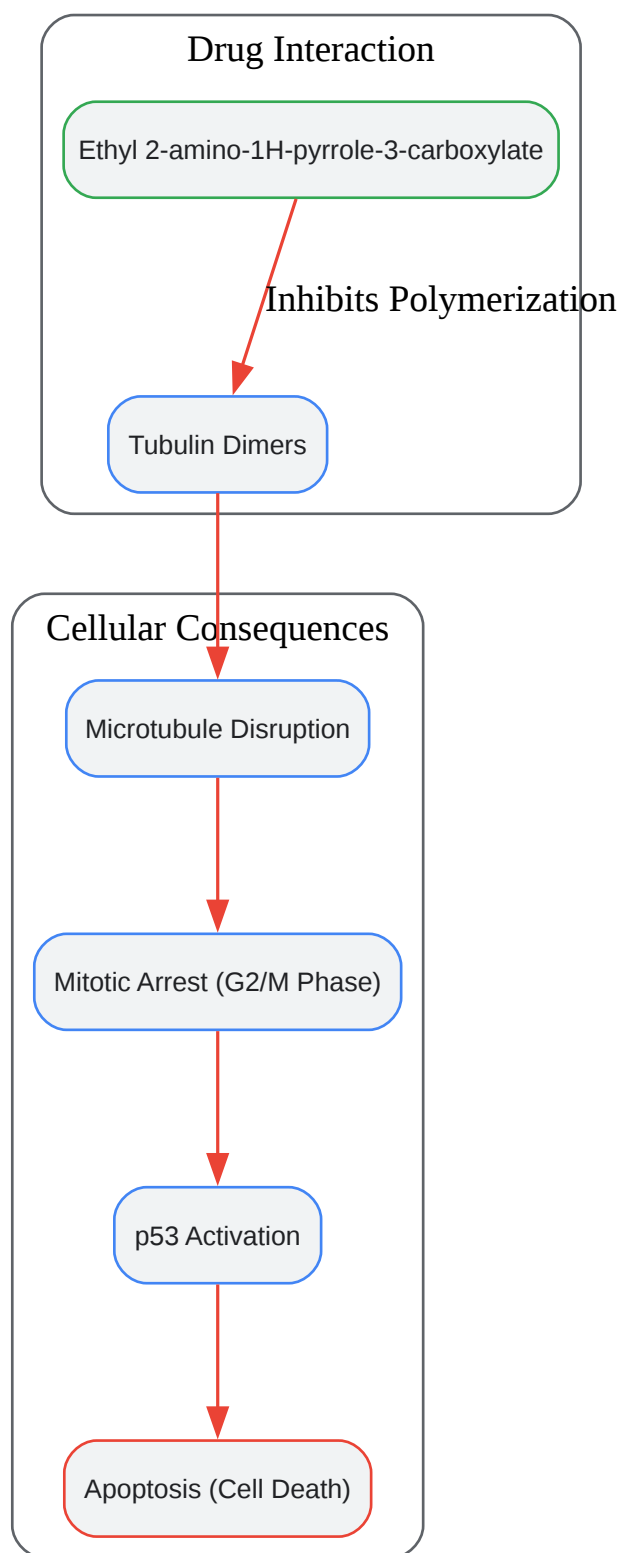 Drug Interaction
Ethyl 2-amino-1H-pyrrole-3-carboxylate
Inhibits Polymerization
Tubulin Dimers
Cellular Consequences
Microtubule Disruption
Mitotic Arrest (G2/M Phase)
p53 Activation
Apoptosis (Cell Death)